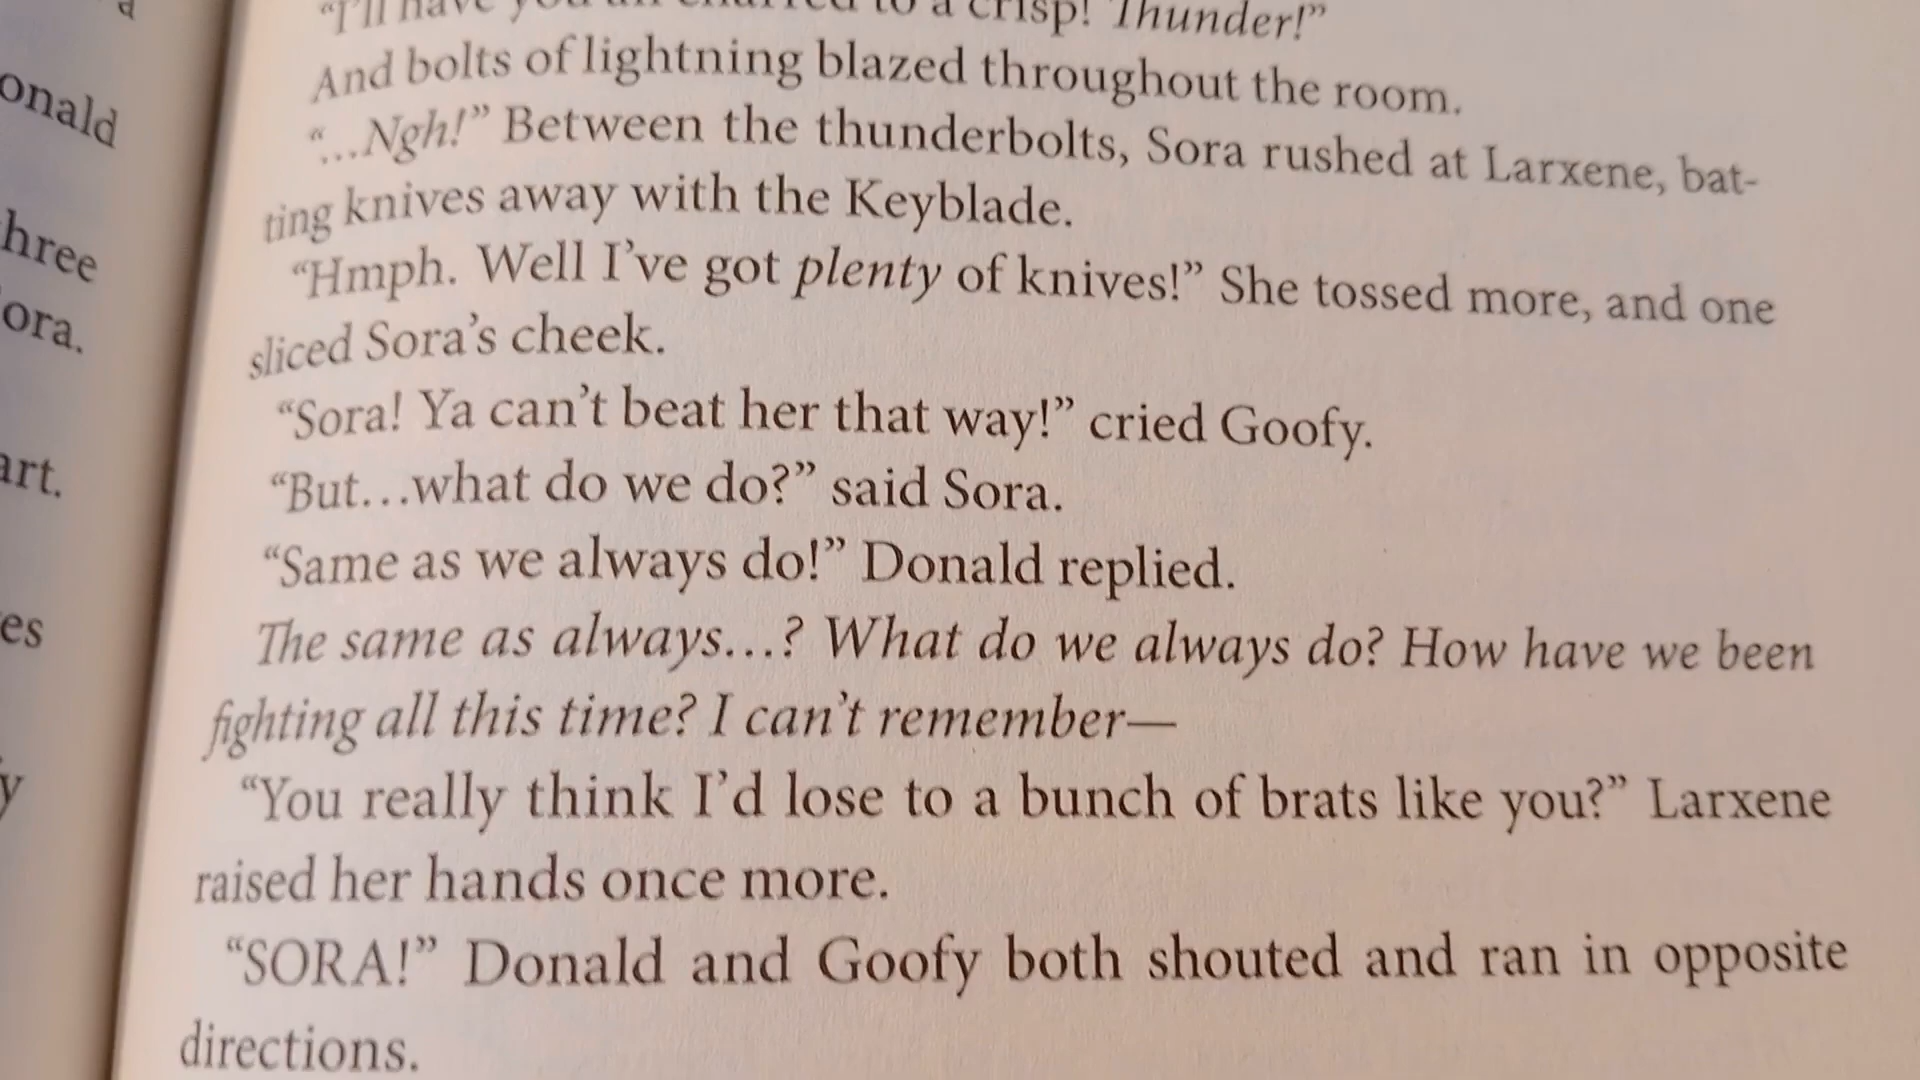 onald
hree
ora.
art.
es
y
“I’ll have you all charred to a crisp! Thunder!”
And bolts of lightning blazed throughout the room.
“…Ngh!” Between the thunderbolts, Sora rushed at Larxene, bat-
ting knives away with the Keyblade.
“Hmph. Well I’ve got plenty of knives!” She tossed more, and one
sliced Sora’s cheek.
“Sora! Ya can’t beat her that way!” cried Goofy.
“But…what do we do?” said Sora.
“Same as we always do!” Donald replied.
The same as always…? What do we always do? How have we been
fighting all this time? I can’t remember—
“You really think I’d lose to a bunch of brats like you?” Larxene
raised her hands once more.
“SORA!” Donald and Goofy both shouted and ran in opposite
directions.